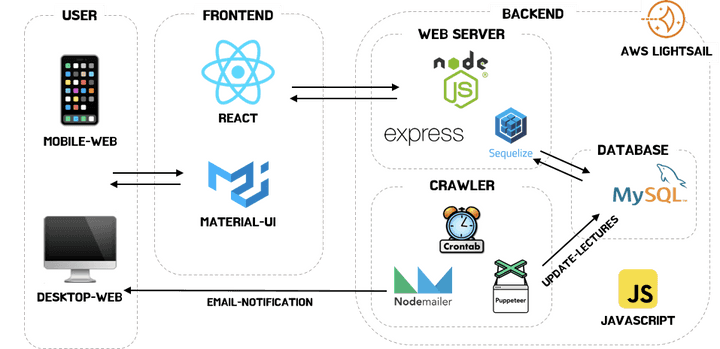 USER
FRONTEND
BACKEND
WEB SERVER
AWS LIGHTSAIL
node
JS
®
MOBILE-WEB
REACT
express
Sequelize
DATABASE
MySQL™
MATERIAL-UI
CRAWLER
Crontab
UPDATE-LECTURES
DESKTOP-WEB
EMAIL-NOTIFICATION
Nodemailer
Puppeteer
JS
JAVASCRIPT